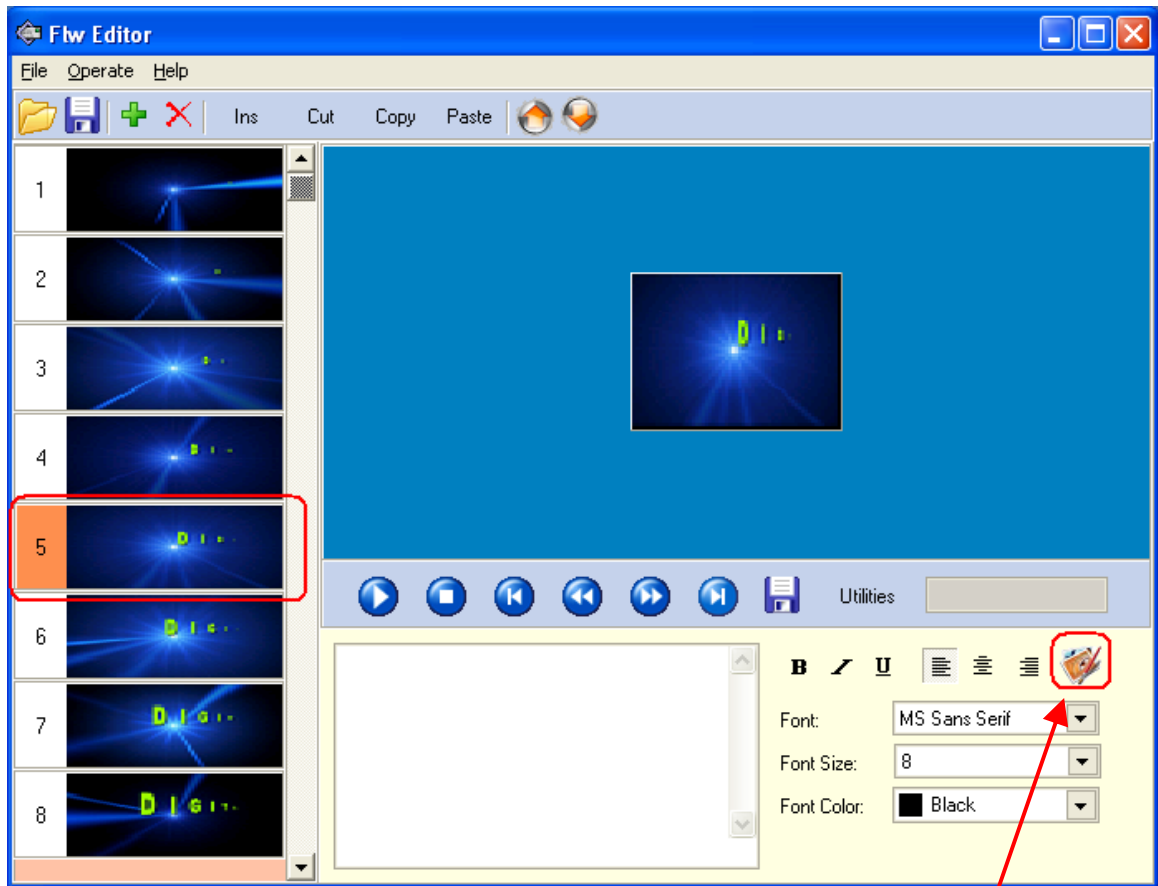 Flw Editor
File Operate Help
Ins Cut Copy Paste
1
2
3
4
D I
5
D I
6
D I G I
7
D I G I
8
D I G I
D I
Utilities
B I U
Font: MS Sans Serif
Font Size: 8
Font Color: Black